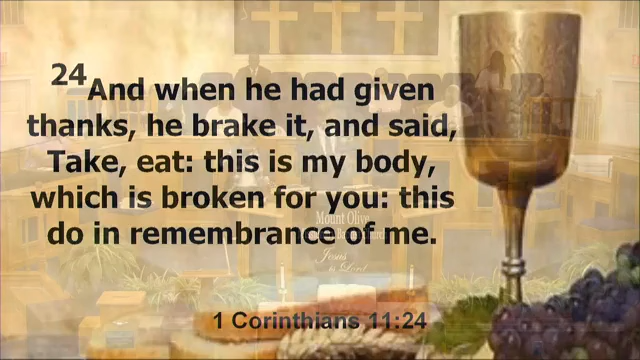 24And when he had given
thanks, he brake it, and said,
Take, eat: this is my body,
which is broken for you: this
do in remembrance of me.
Mount Olive
Jesus
is Lord
1 Corinthians 11:24